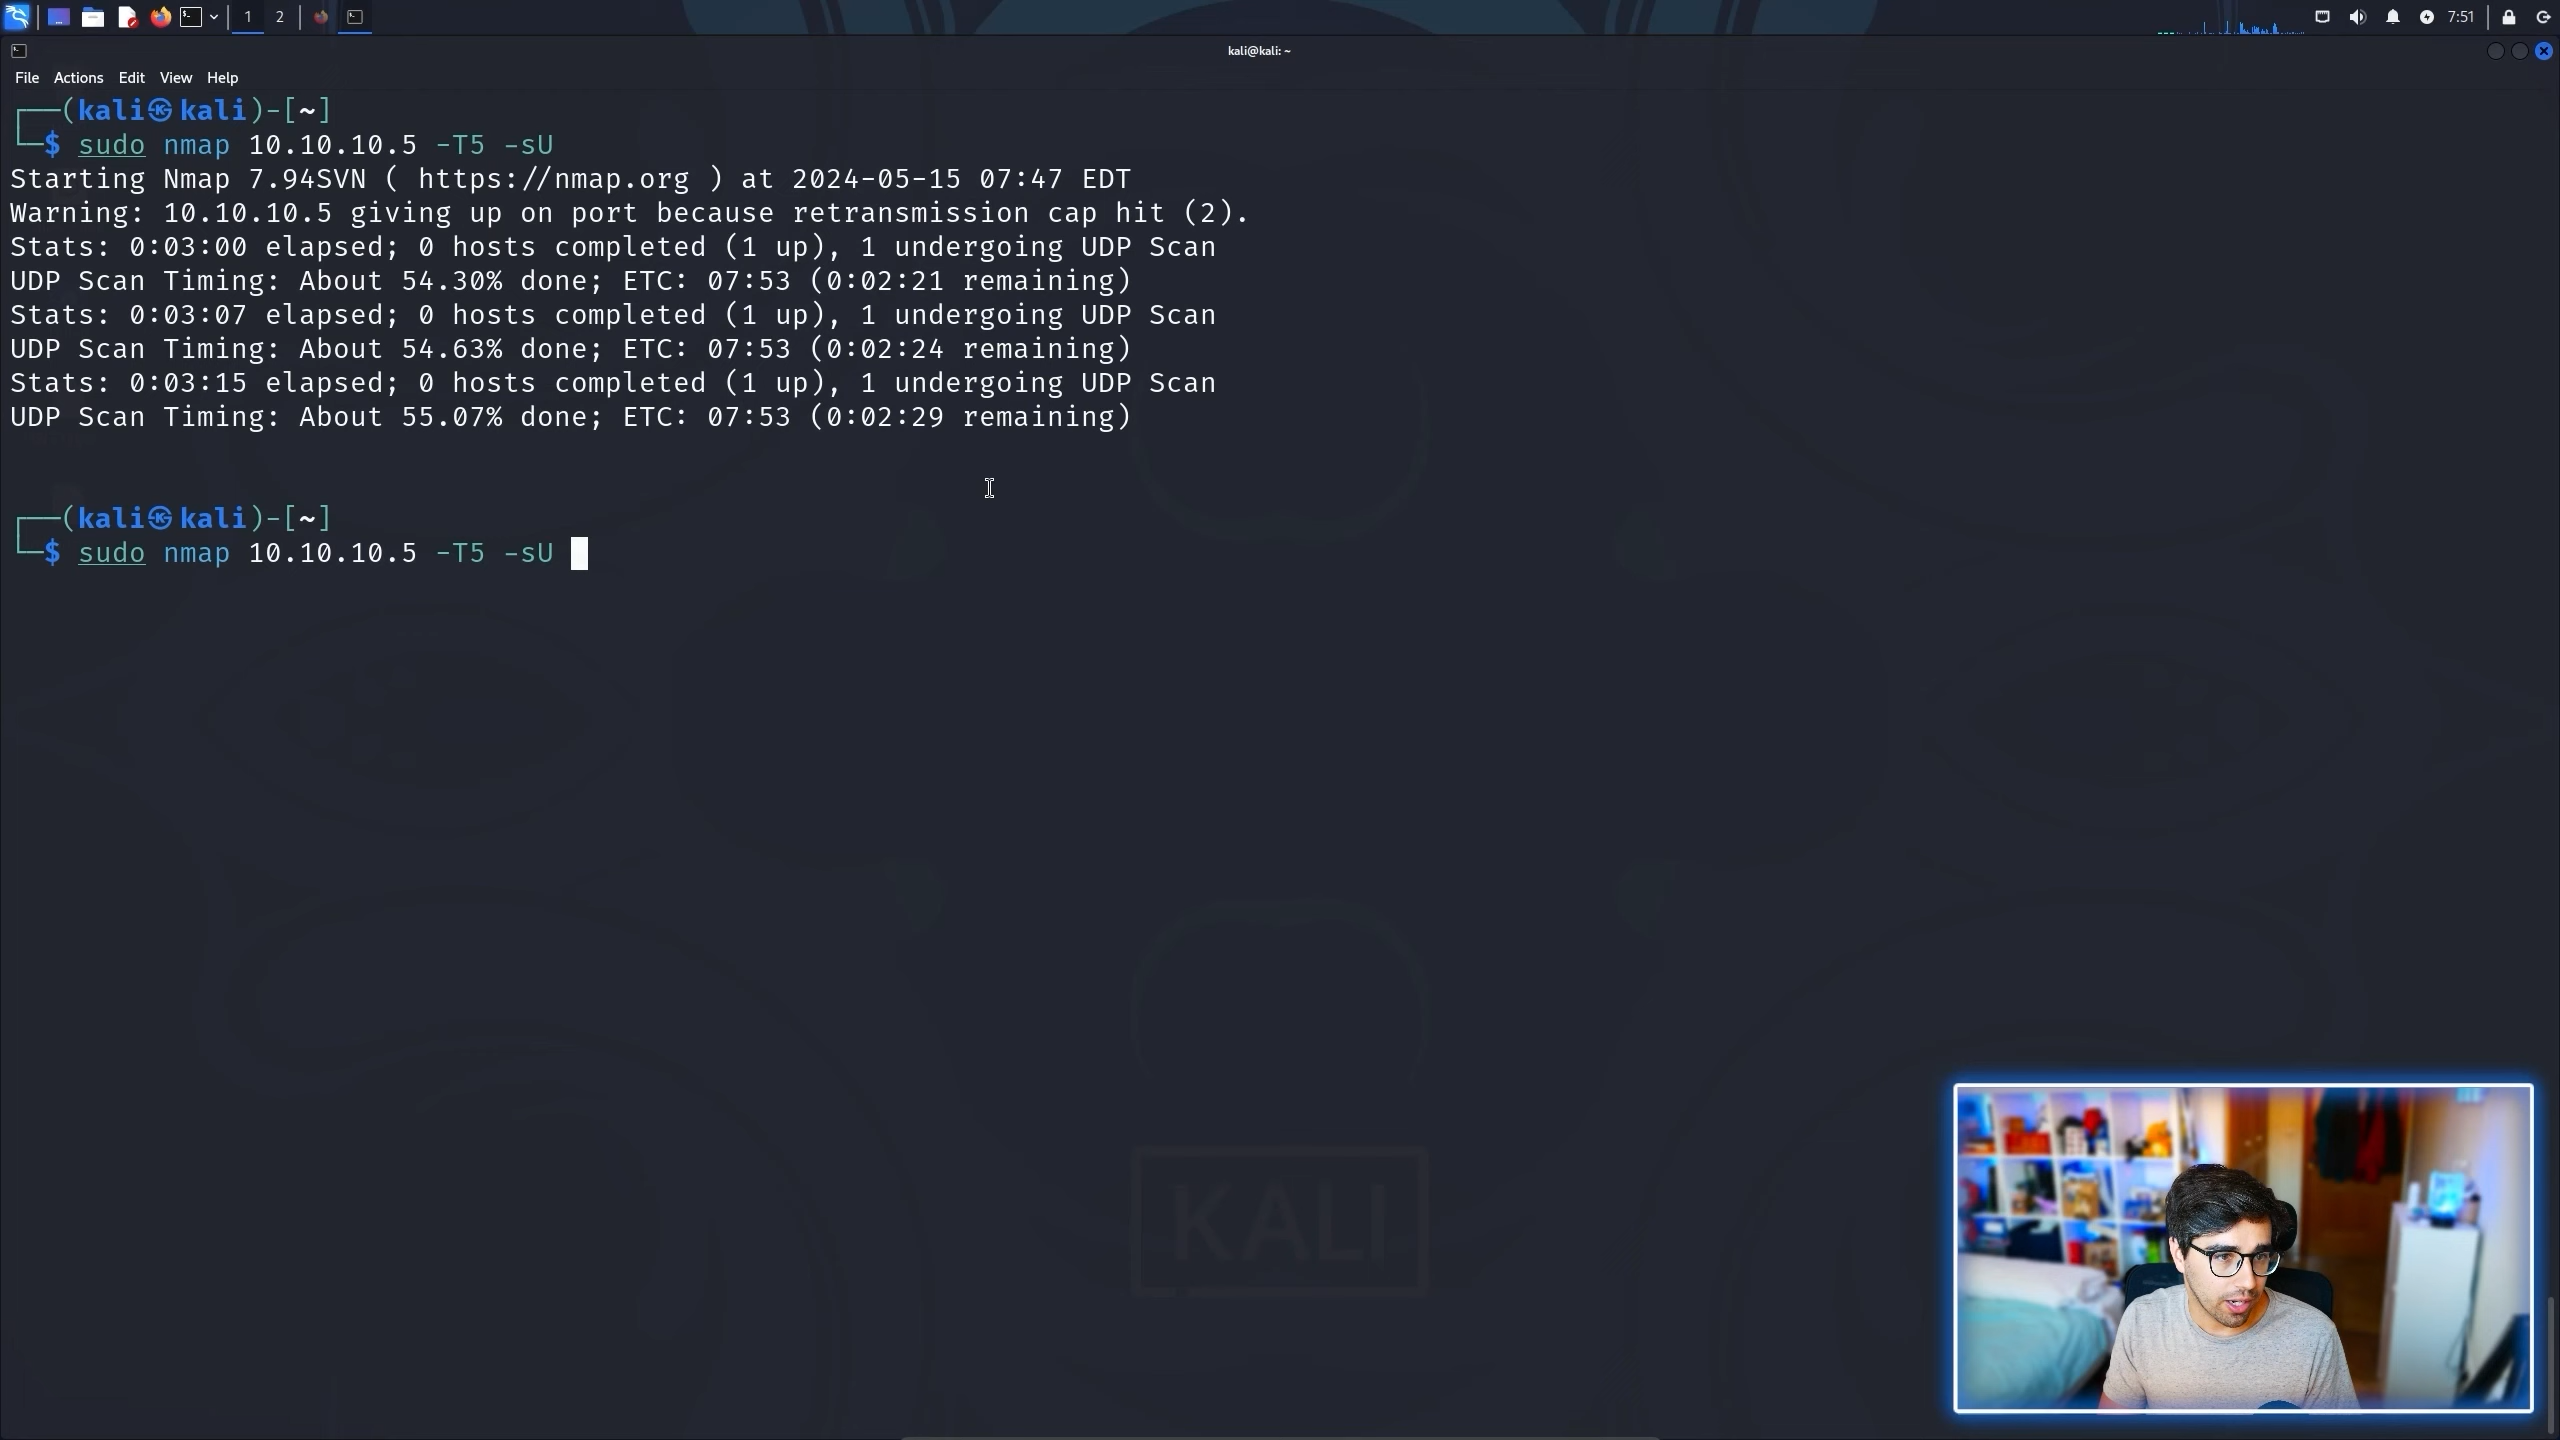 1 2 7:51
kali@kali: ~
File Actions Edit View Help
┌──(kali㉿kali)-[~]
└─$ sudo nmap 10.10.10.5 -T5 -sU
Starting Nmap 7.94SVN ( https://nmap.org ) at 2024-05-15 07:47 EDT
Warning: 10.10.10.5 giving up on port because retransmission cap hit (2).
Stats: 0:03:00 elapsed; 0 hosts completed (1 up), 1 undergoing UDP Scan
UDP Scan Timing: About 54.30% done; ETC: 07:53 (0:02:21 remaining)
Stats: 0:03:07 elapsed; 0 hosts completed (1 up), 1 undergoing UDP Scan
UDP Scan Timing: About 54.63% done; ETC: 07:53 (0:02:24 remaining)
Stats: 0:03:15 elapsed; 0 hosts completed (1 up), 1 undergoing UDP Scan
UDP Scan Timing: About 55.07% done; ETC: 07:53 (0:02:29 remaining)
┌──(kali㉿kali)-[~]
└─$ sudo nmap 10.10.10.5 -T5 -sU
KALI